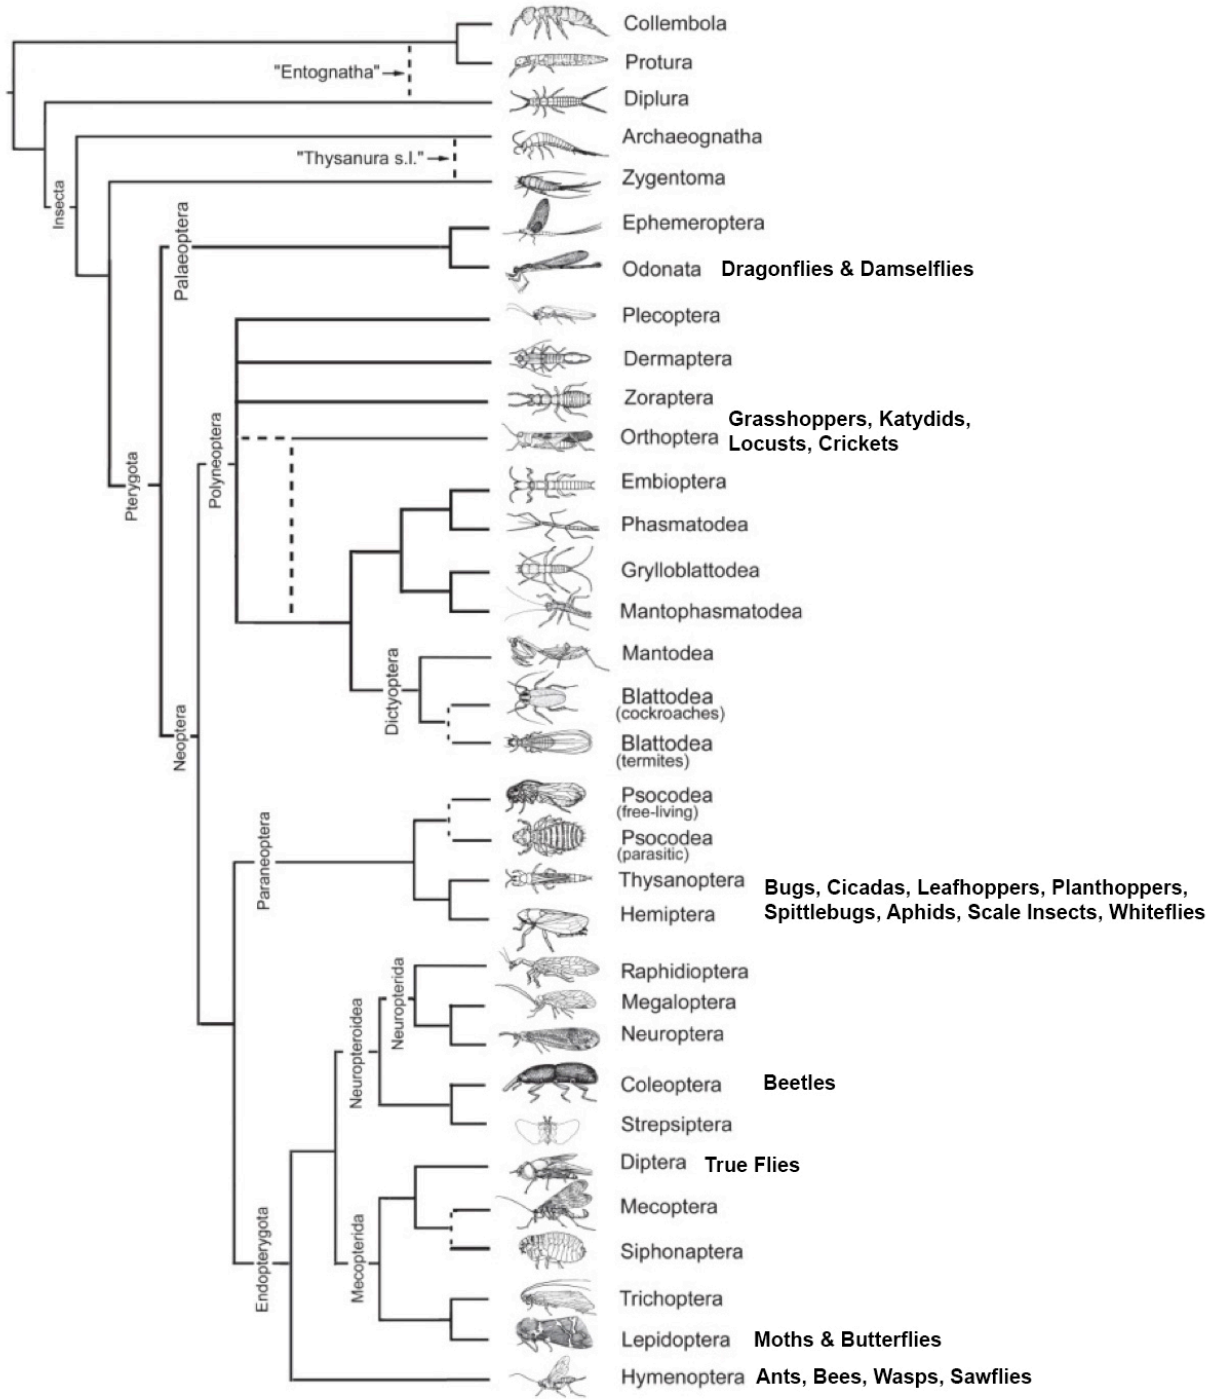 Collembola
Protura
"Entognatha"
Diplura
Archaeognatha
"Thysanura s.l."
Zygentoma
Insecta
Ephemeroptera
Palaeoptera
Odonata Dragonflies & Damselflies
Plecoptera
Dermaptera
Zoraptera
Grasshoppers, Katydids,
Orthoptera
Locusts, Crickets
Polyneoptera
Pterygota
Embioptera
Phasmatodea
Grylloblattodea
Mantophasmatodea
Mantodea
Dictyoptera
Blattodea
(cockroaches)
Neoptera
Blattodea
(termites)
Psocodea
(free-living)
Psocodea
(parasitic)
Paraneoptera
Thysanoptera
Bugs, Cicadas, Leafhoppers, Planthoppers,
Hemiptera
Spittlebugs, Aphids, Scale Insects, Whiteflies
Raphidioptera
Megaloptera
Neuropterida
Neuroptera
Neuropteroidea
Coleoptera Beetles
Strepsiptera
Diptera True Flies
Mecoptera
Siphonaptera
Mecopterida
Endopterygota
Trichoptera
Lepidoptera Moths & Butterflies
Hymenoptera Ants, Bees, Wasps, Sawflies